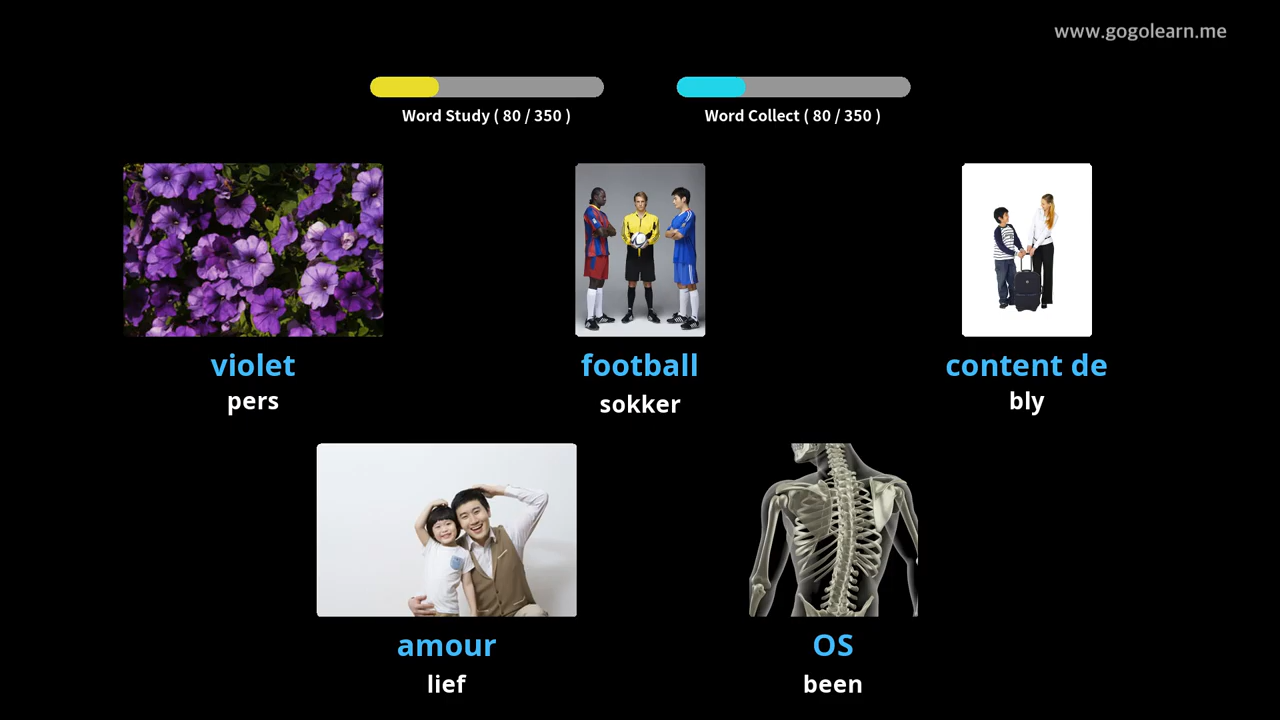 www.gogolearn.me
Word Study ( 80 / 350 )
Word Collect ( 80 / 350 )
violet
pers
football
sokker
content de
bly
amour
lief
OS
been